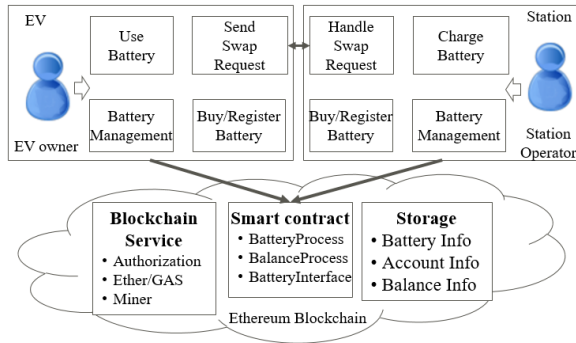 EV
Use
Battery
Send
Swap
Request
EV owner
Battery
Management
Buy/Register
Battery
Station
Handle
Swap
Request
Charge
Battery
Buy/Register
Battery
Battery
Management
Station
Operator
Blockchain
Service
• Authorization
• Ether/GAS
• Miner
Smart contract
• BatteryProcess
• BalanceProcess
• BatteryInterface
Storage
• Battery Info
• Account Info
• Balance Info
Ethereum Blockchain